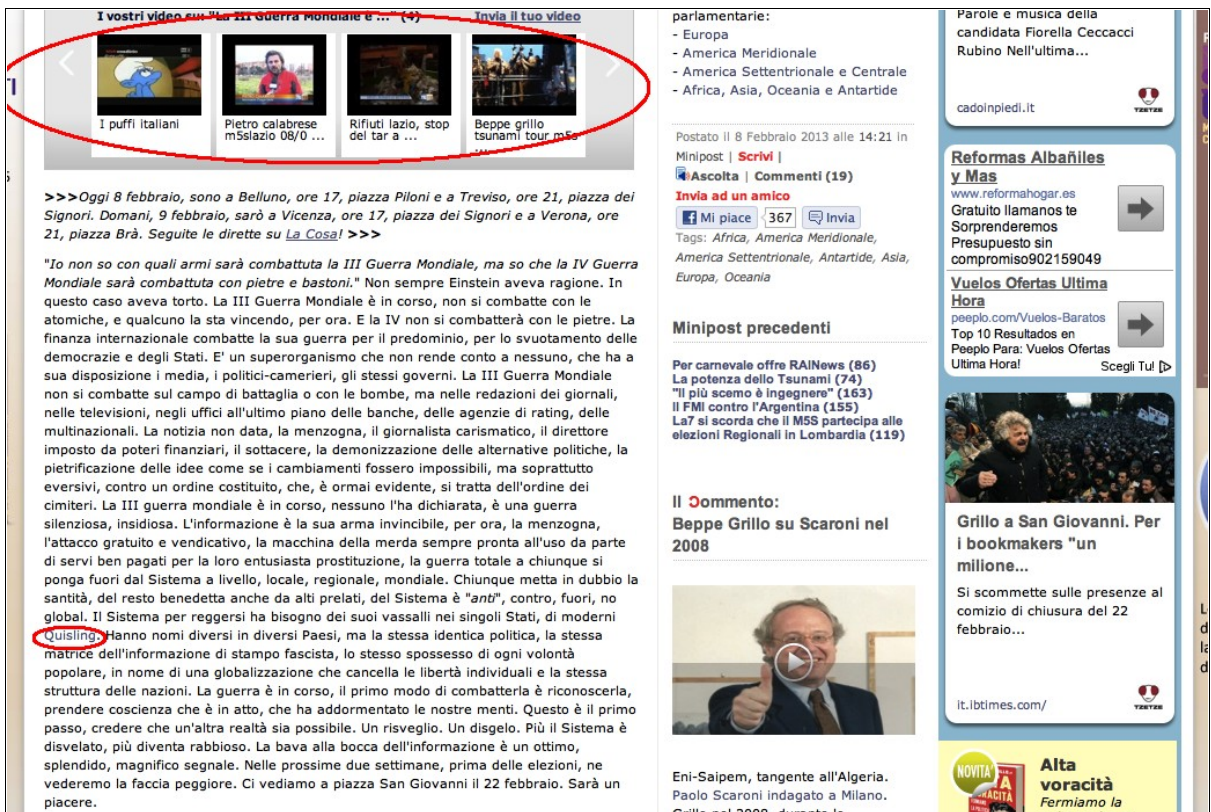 I vostri video su: "La III Guerra Mondiale è ..." (4)
Invia il tuo video
I puffi italiani
Pietro calabrese
m5slazio 08/0 ...
Rifiuti lazio, stop
del tar a ...
Beppe grillo
tsunami tour m5s
>>>Oggi 8 febbraio, sono a Belluno, ore 17, piazza Piloni e a Treviso, ore 21, piazza dei
Signori. Domani, 9 febbraio, sarò a Vicenza, ore 17, piazza dei Signori e a Verona, ore
21, piazza Brà. Seguite le dirette su La Cosa! >>>
"Io non so con quali armi sarà combattuta la III Guerra Mondiale, ma so che la IV Guerra
Mondiale sarà combattuta con pietre e bastoni." Non sempre Einstein aveva ragione. In
questo caso aveva torto. La III Guerra Mondiale è in corso, non si combatte con le
atomiche, e qualcuno la sta vincendo, per ora. E la IV non si combatterà con le pietre. La
finanza internazionale combatte la sua guerra per il predominio, per lo svuotamento delle
democrazie e degli Stati. E' un superorganismo che non rende conto a nessuno, che ha a
sua disposizione i media, i politici-camerieri, gli stessi governi. La III Guerra Mondiale
non si combatte sul campo di battaglia o con le bombe, ma nelle redazioni dei giornali,
nelle televisioni, negli uffici all'ultimo piano delle banche, delle agenzie di rating, delle
multinazionali. La notizia non data, la menzogna, il giornalista carismatico, il direttore
imposto da poteri finanziari, il sottacere, la demonizzazione delle alternative politiche, la
pietrificazione delle idee come se i cambiamenti fossero impossibili, ma soprattutto
eversivi, contro un ordine costituito, che, è ormai evidente, si tratta dell'ordine dei
cimiteri. La III guerra mondiale è in corso, nessuno l'ha dichiarata, è una guerra
silenziosa, insidiosa. L'informazione è la sua arma invincibile, per ora, la menzogna,
l'attacco gratuito e vendicativo, la macchina della merda sempre pronta all'uso da parte
di servi ben pagati per la loro entusiasta prostituzione, la guerra totale a chiunque si
ponga fuori dal Sistema a livello, locale, regionale, mondiale. Chiunque metta in dubbio la
santità, del resto benedetta anche da alti prelati, del Sistema è "anti", contro, fuori, no
global. Il Sistema per reggersi ha bisogno dei suoi vassalli nei singoli Stati, di moderni
Quisling. Hanno nomi diversi in diversi Paesi, ma la stessa identica politica, la stessa
matrice dell'informazione di stampo fascista, lo stesso spossesso di ogni volontà
popolare, in nome di una globalizzazione che cancella le libertà individuali e la stessa
struttura delle nazioni. La guerra è in corso, il primo modo di combatterla è riconoscerla,
prendere coscienza che è in atto, che ha addormentato le nostre menti. Questo è il primo
passo, credere che un'altra realtà sia possibile. Un risveglio. Un disgelo. Più il Sistema è
disvelato, più diventa rabbioso. La bava alla bocca dell'informazione è un ottimo,
splendido, magnifico segnale. Nelle prossime due settimane, prima delle elezioni, ne
vederemo la faccia peggiore. Ci vediamo a piazza San Giovanni il 22 febbraio. Sarà un
piacere.
parlamentarie:
- Europa
- America Meridionale
- America Settentrionale e Centrale
- Africa, Asia, Oceania e Antartide
Postato il 8 Febbraio 2013 alle 14:21 in
Minipost | Scrivi |
Ascolta | Commenti (19)
Invia ad un amico
Mi piace 367 Invia
Tags: Africa, America Meridionale,
America Settentrionale, Antartide, Asia,
Europa, Oceania
Minipost precedenti
Per carnevale offre RAINews (86)
La potenza dello Tsunami (74)
"Il più scemo è ingegnere" (163)
Il FMI contro l'Argentina (155)
La7 si scorda che il M5S partecipa alle
elezioni Regionali in Lombardia (119)
Il Commento:
Beppe Grillo su Scaroni nel
2008
Eni-Saipem, tangente all'Algeria.
Paolo Scaroni indagato a Milano.
Grillo nel 2008, durante la
Parole e musica della
candidata Fiorella Ceccacci
Rubino Nell'ultima...
cadoinpiedi.it
TZETZE
Reformas Albañiles
y Mas
www.reformahogar.es
Gratuito llamanos te
Sorprenderemos
Presupuesto sin
compromiso902159049
Vuelos Ofertas Ultima
Hora
peeplo.com/Vuelos-Baratos
Top 10 Resultados en
Peeplo Para: Vuelos Ofertas
Ultima Hora!
Scegli Tu!
Grillo a San Giovanni. Per
i bookmakers "un
milione...
Si scommette sulle presenze al
comizio di chiusura del 22
febbraio...
it.ibtimes.com/
TZETZE
NOVITA'
Alta
voracità
Fermiamo la